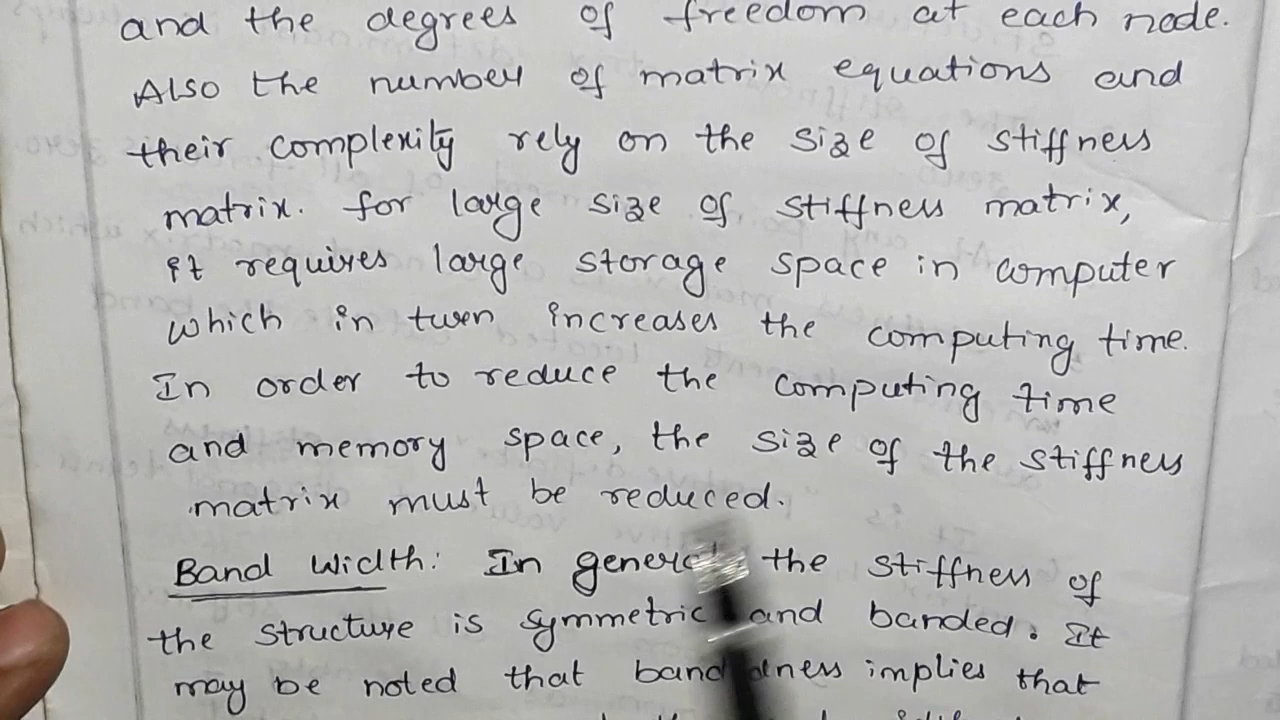 and the degrees of freedom at each node.
Also the number of matrix equations and
their complexity rely on the size of stiffness
matrix. for large size of stiffness matrix,
it requires large storage space in computer
which in turn increases the computing time.
In order to reduce the computing time
and memory space, the size of the stiffness
matrix must be reduced.
Band Width: In general the stiffness of
the structure is symmetric and banded. It
may be noted that bandedness implies that